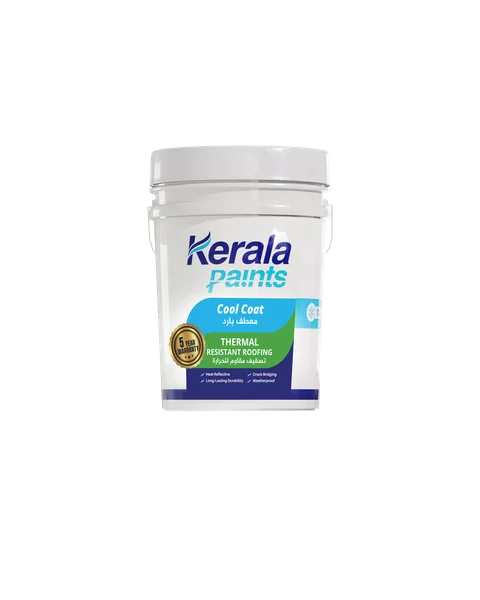 Kerala
Paints
Cool Coat
معطف بارد
THERMAL
RESISTANT ROOFING
تسقيف مقاوم للحرارة
5 YEAR
WARRANTY
✓ Heat Reflective
✓ Crack-Bridging
✓ Long-Lasting Durability
✓ Weatherproof